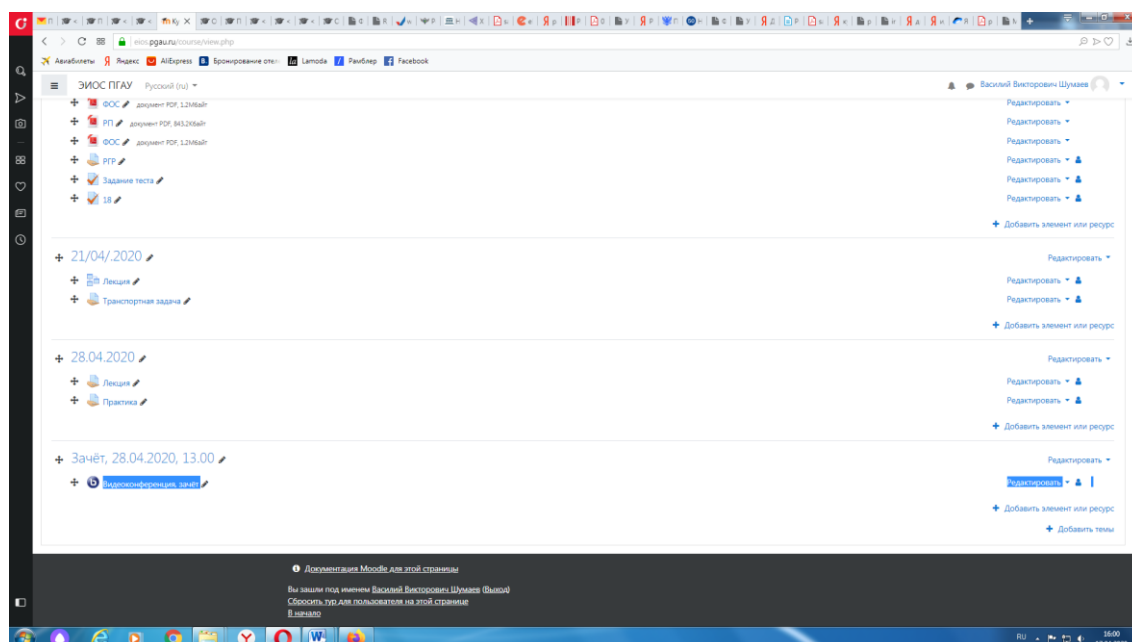 eios.pgau.ru/course/view.php
Авиабилеты Яндекс AliExpress Бронирование отел Lamoda Рамблер Facebook
ЭИОС ПГАУ Русский (ru) Василий Викторович Шумаев
ФОС документ PDF, 1.2Мбайт Редактировать
РП документ PDF, 843.2Кбайт Редактировать
ФОС документ PDF, 1.2Мбайт Редактировать
РГР Редактировать
Задание теста Редактировать
18 Редактировать
Добавить элемент или ресурс
21/04/.2020 Редактировать
Лекция Редактировать
Транспортная задача Редактировать
Добавить элемент или ресурс
28.04.2020 Редактировать
Лекция Редактировать
Практика Редактировать
Добавить элемент или ресурс
Зачёт, 28.04.2020, 13.00 Редактировать
Видеоконференция, зачёт Редактировать
Добавить элемент или ресурс
Добавить темы
Документация Moodle для этой страницы
Вы зашли под именем Василий Викторович Шумаев (Выход)
Сбросить тур для пользователя на этой странице
В начало
RU 16:00